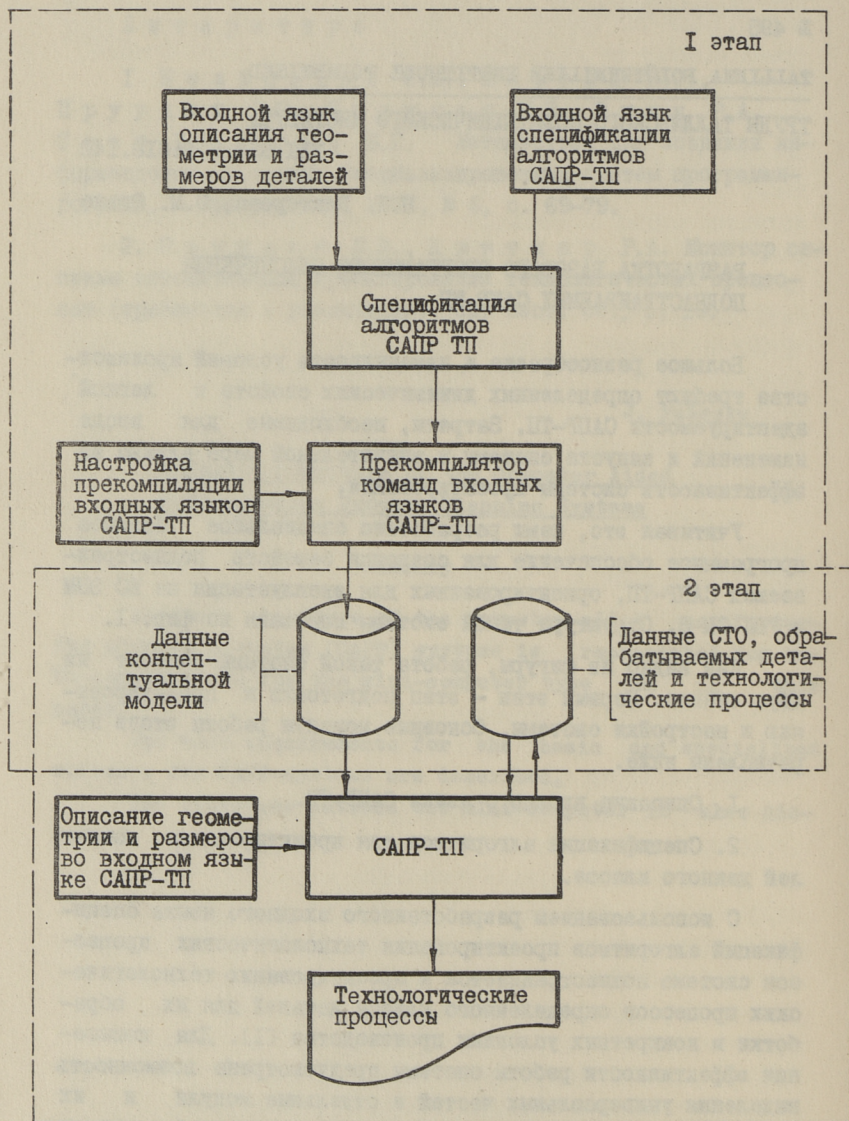 I этап
Входной язык
описания гео-
метрии и раз-
меров деталей
Входной язык
спецификации
алгоритмов
САПР-ТП
Спецификация
алгоритмов
САПР ТП
Настройка
прекомпиляции
входных языков
САПР-ТП
Прекомпилятор
команд входных
языков
САПР-ТП
2 этап
Данные
концеп-
туальной
модели
Данные СТО, обра-
батываемых дета-
лей и технологи-
ческие процессы
Описание геоме-
трии и размеров
во входном язы-
ке САПР-ТП
САПР-ТП
Технологические
процессы